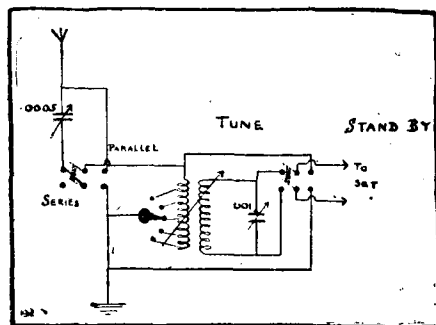 TUNE
STAND BY
.0005
PARALLEL
To
SET
SERIES
.001